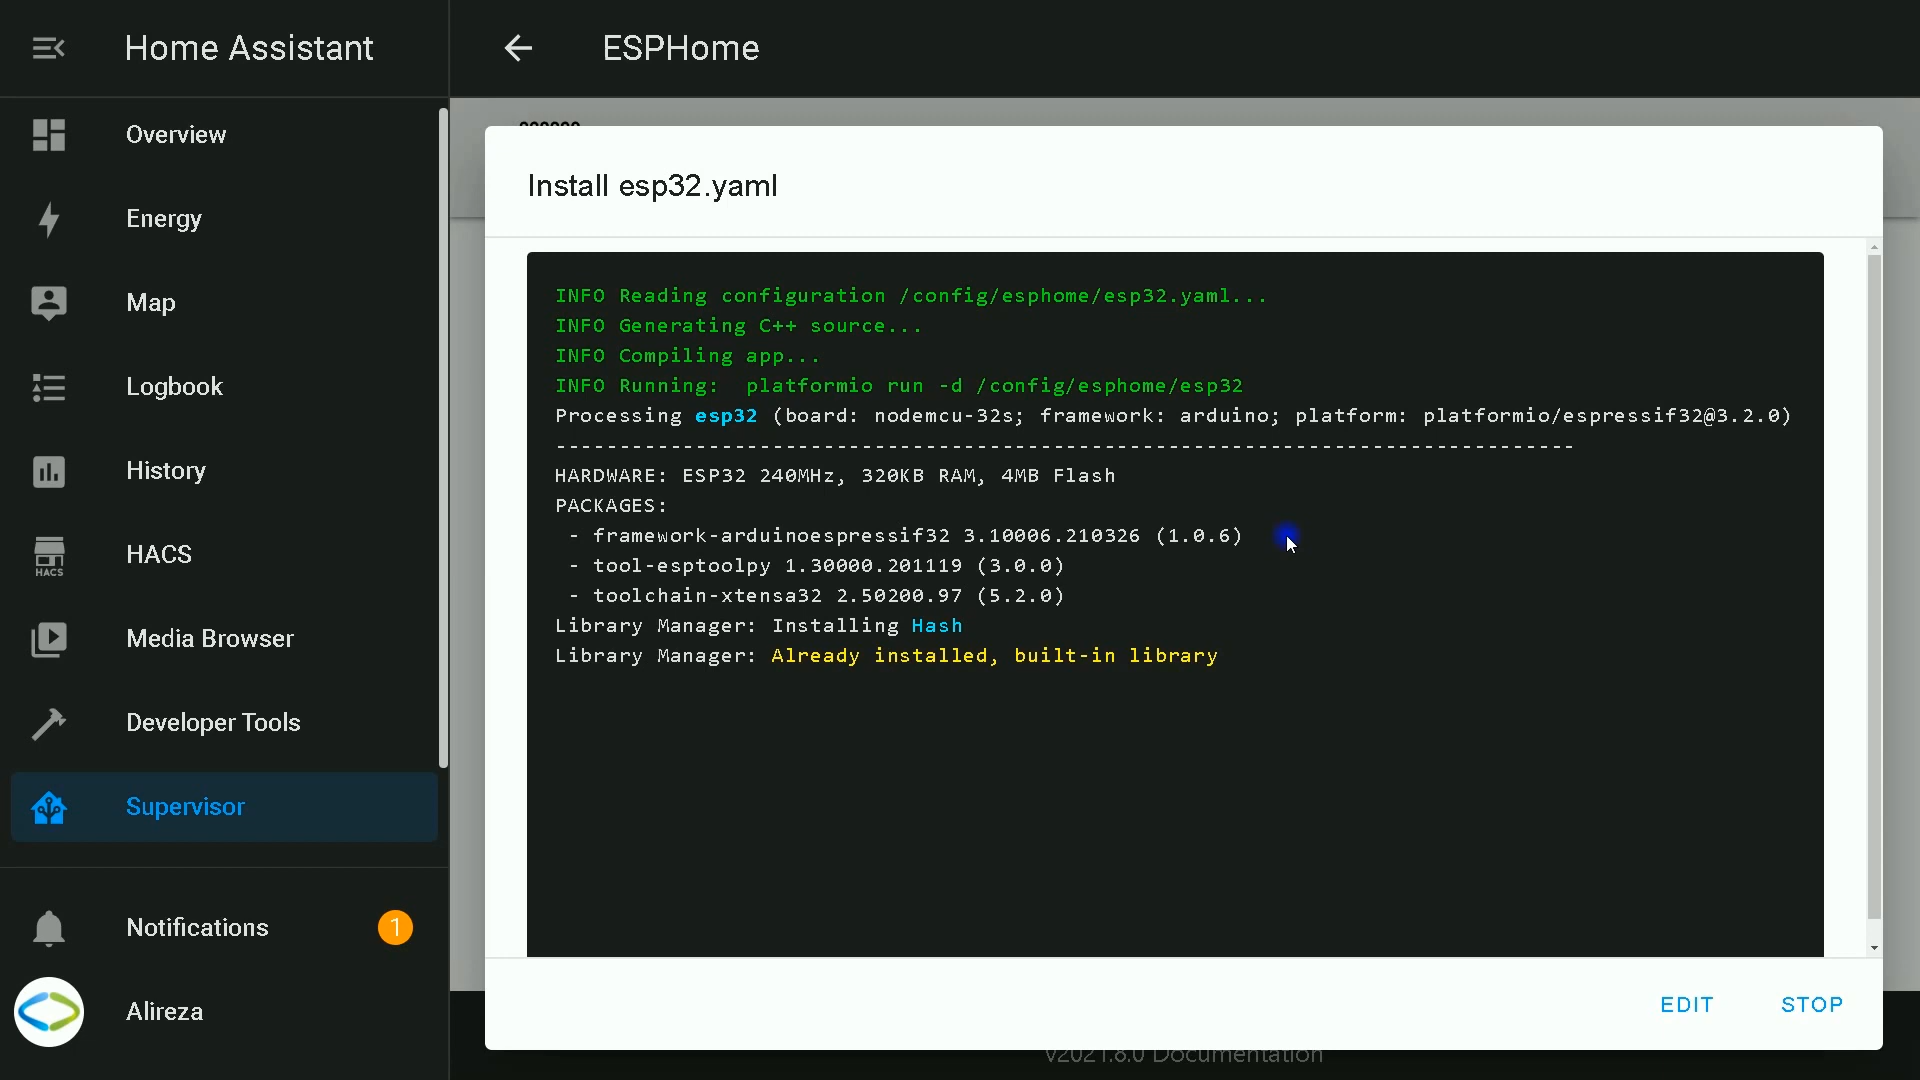 Home Assistant
ESPHome
Overview
Energy
Map
Logbook
History
HACS
HACS
Media Browser
Developer Tools
Supervisor
Notifications
1
Alireza
Install esp32.yaml
INFO Reading configuration /config/esphome/esp32.yaml...
INFO Generating C++ source...
INFO Compiling app...
INFO Running:  platformio run -d /config/esphome/esp32
Processing esp32 (board: nodemcu-32s; framework: arduino; platform: platformio/espressif32@3.2.0)
--------------------------------------------------------------------------------
HARDWARE: ESP32 240MHz, 320KB RAM, 4MB Flash
PACKAGES:
- framework-arduinoespressif32 3.10006.210326 (1.0.6)
- tool-esptoolpy 1.30000.201119 (3.0.0)
- toolchain-xtensa32 2.50200.97 (5.2.0)
Library Manager: Installing Hash
Library Manager: Already installed, built-in library
EDIT
STOP
v2021.8.0 Documentation